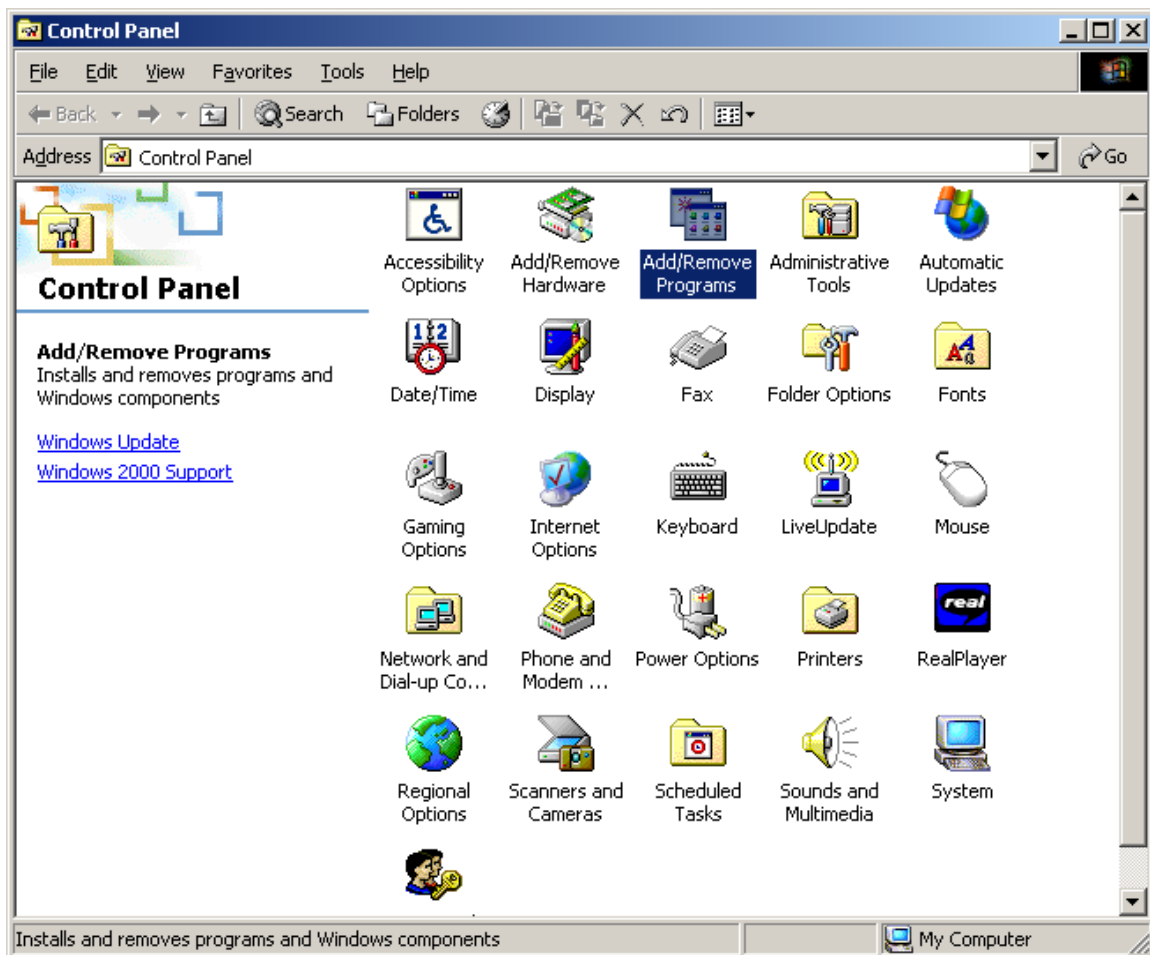 Control Panel
File Edit View Favorites Tools Help
Back Search Folders
Address Control Panel Go
Control Panel
Add/Remove Programs
Installs and removes programs and
Windows components
Windows Update
Windows 2000 Support
Accessibility
Options
Add/Remove
Hardware
Add/Remove
Programs
Administrative
Tools
Automatic
Updates
12
Date/Time
Display
Fax
Folder Options
Fonts
Gaming
Options
Internet
Options
Keyboard
LiveUpdate
Mouse
Network and
Dial-up Co...
Phone and
Modem ...
Power Options
Printers
real
RealPlayer
Regional
Options
Scanners and
Cameras
Scheduled
Tasks
Sounds and
Multimedia
System
Installs and removes programs and Windows components
My Computer